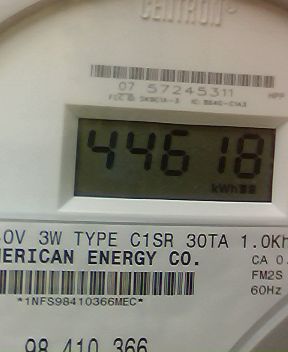 CENTRON
07 57245311 HPP
44618
kWh
0V 3W TYPE C1SR 30TA 1.0Kh
ERICAN ENERGY CO. CA 0.
FM2S
*1NFS98410366MEC* 60Hz
98 410 366